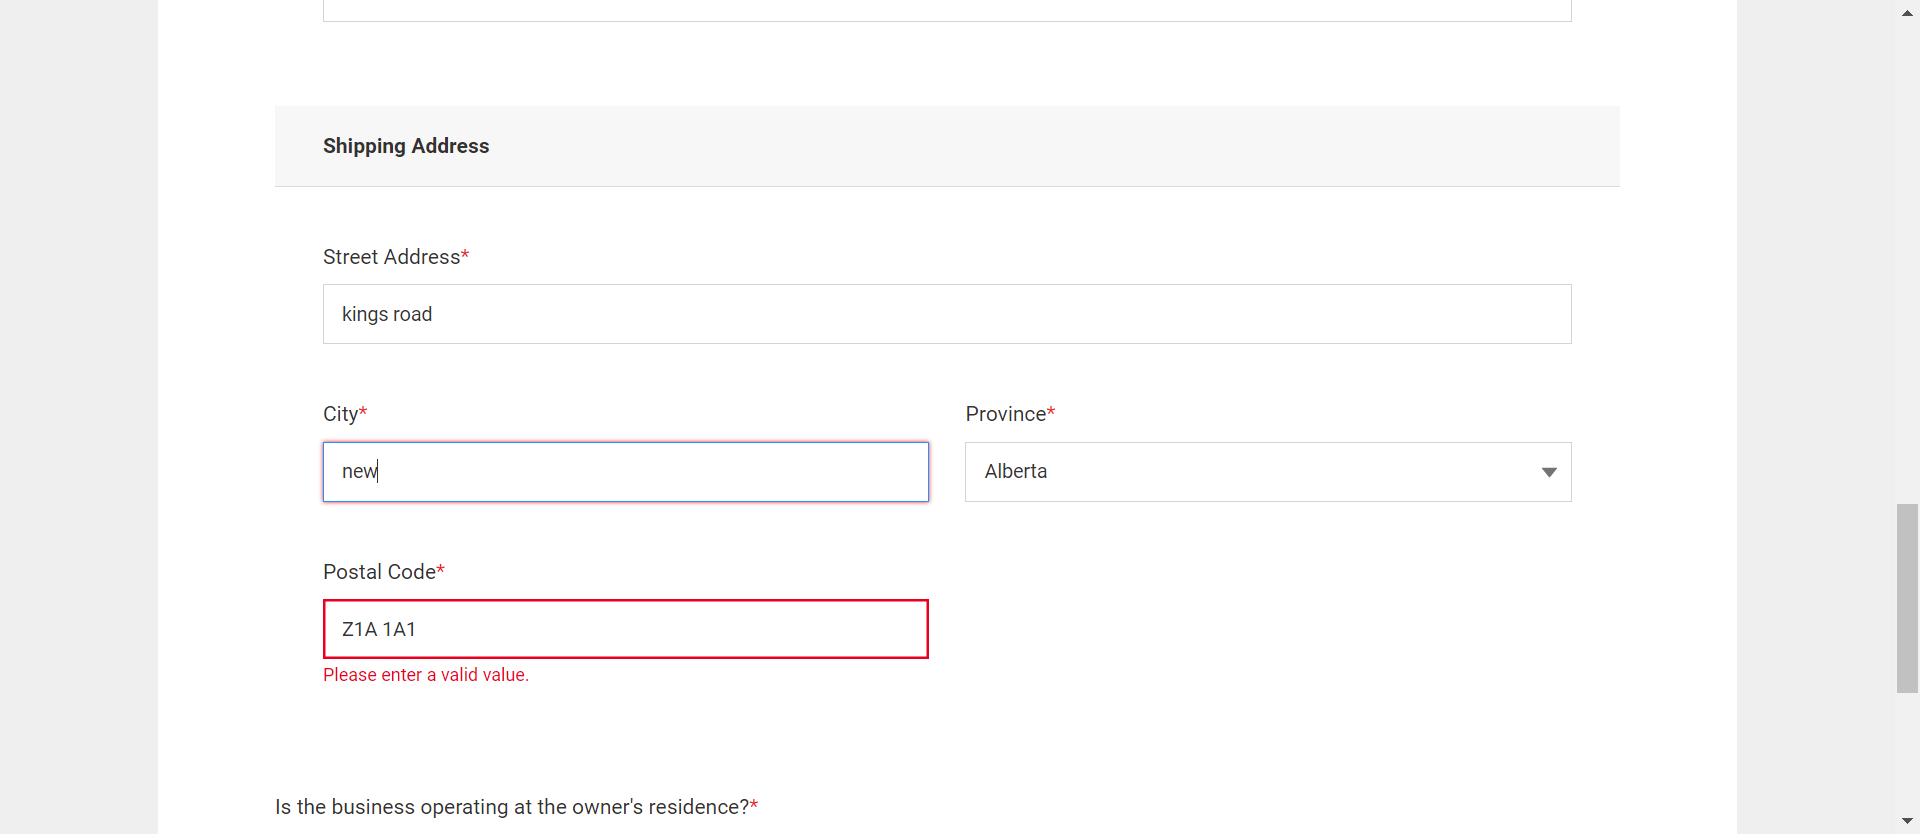 Shipping Address
Street Address*
kings road
City*
Province*
new
Alberta
Postal Code*
Z1A 1A1
Please enter a valid value.
Is the business operating at the owner's residence?*